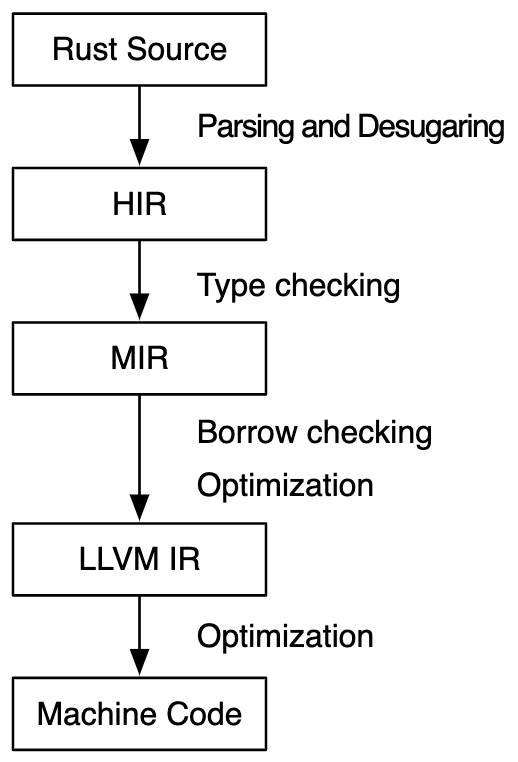 Rust Source
Parsing and Desugaring
HIR
Type checking
MIR
Borrow checking
Optimization
LLVM IR
Optimization
Machine Code